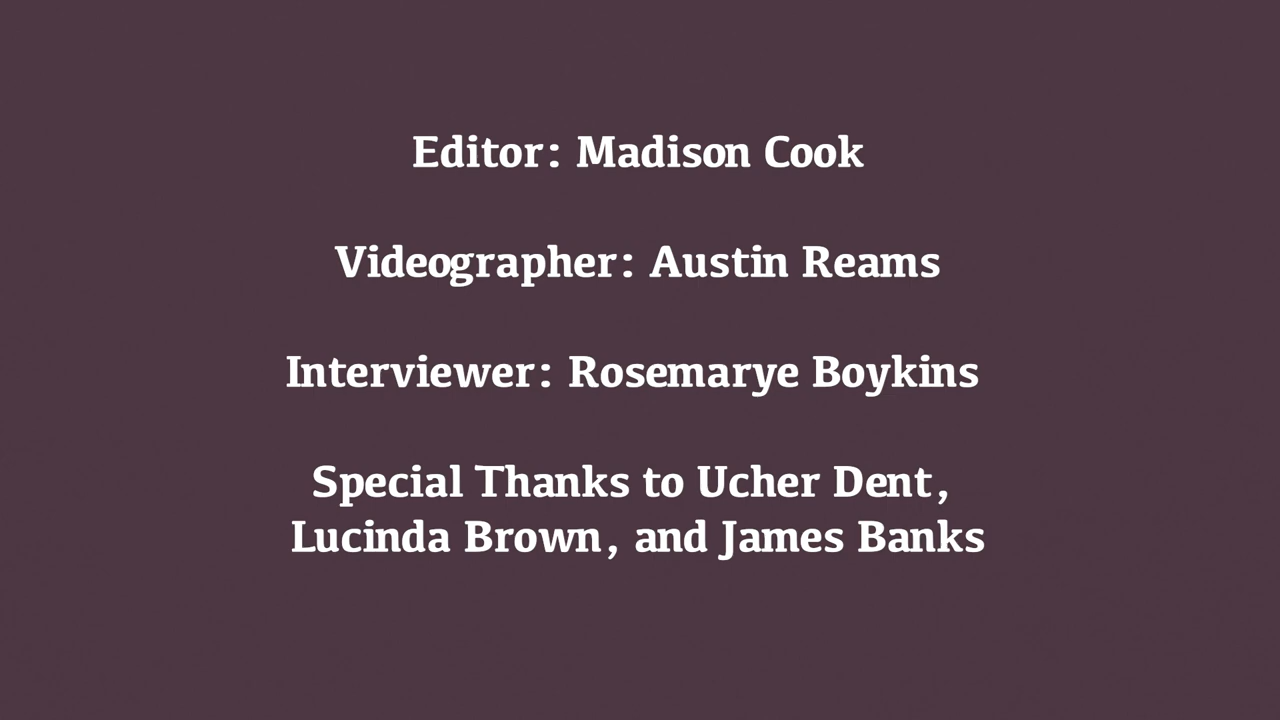 Editor: Madison Cook
Videographer: Austin Reams
Interviewer: Rosemarye Boykins
Special Thanks to Ucher Dent,
Lucinda Brown, and James Banks